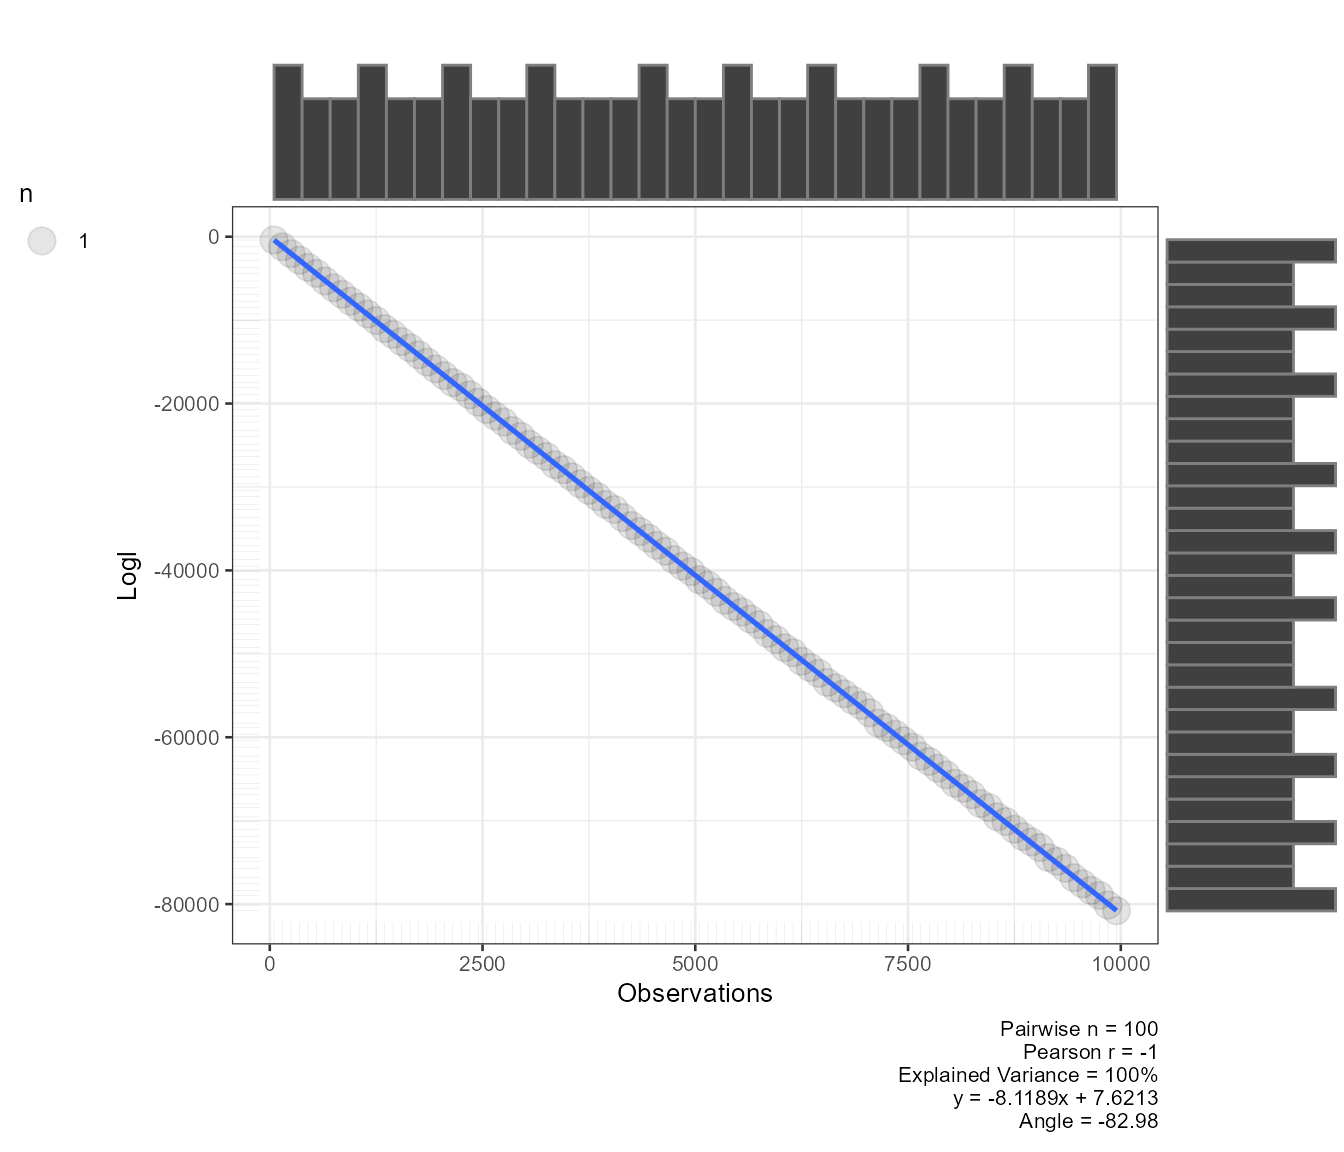 n
1
0
-20000
-40000
-60000
-80000
Logl
0 2500 5000 7500 10000
Observations
Pairwise n = 100
Pearson r = -1
Explained Variance = 100%
y = -8.1189x + 7.6213
Angle = -82.98